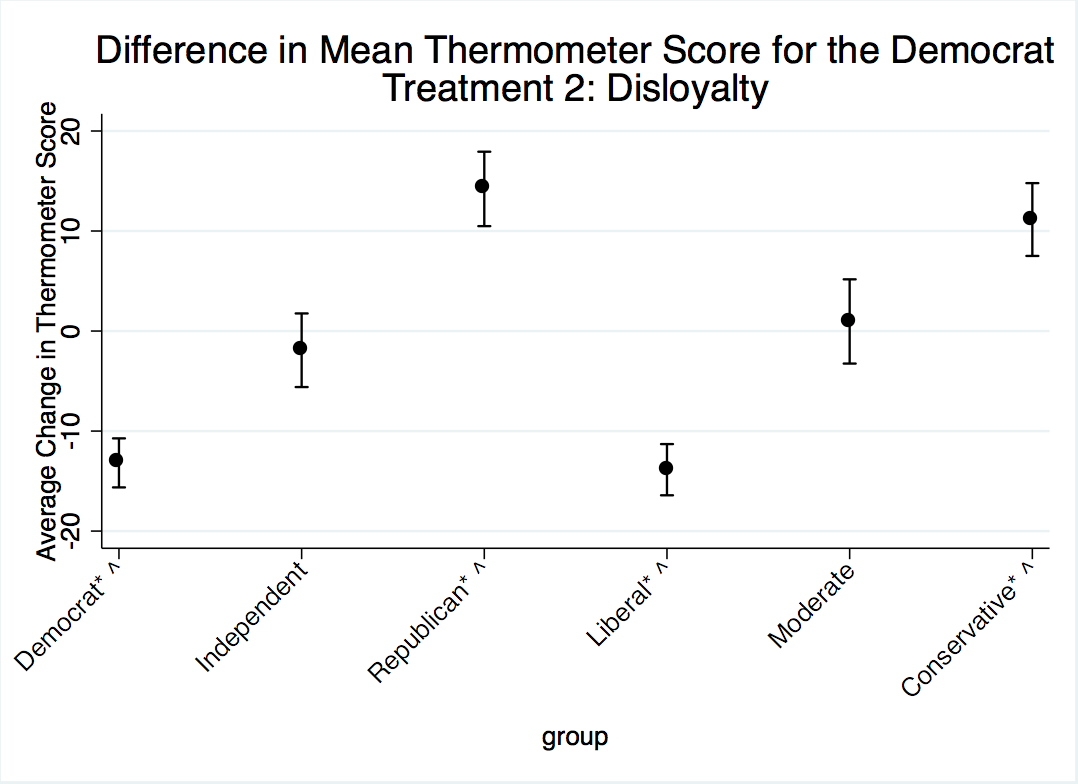 Difference in Mean Thermometer Score for the Democrat
Treatment 2: Disloyalty
Average Change in Thermometer Score
20
10
0
-10
-20
Democrat* ^
Independent
Republican* ^
Liberal* ^
Moderate
Conservative* ^
group